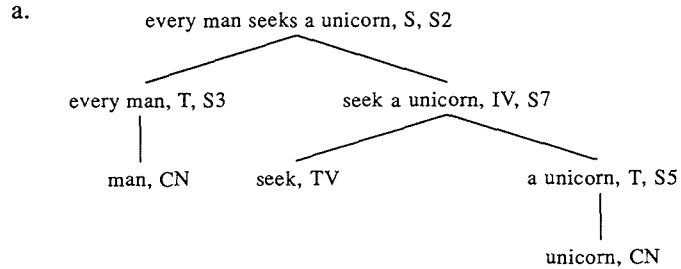 a.
every man seeks a unicorn, S, S2
every man, T, S3
seek a unicorn, IV, S7
man, CN
seek, TV
a unicorn, T, S5
unicorn, CN